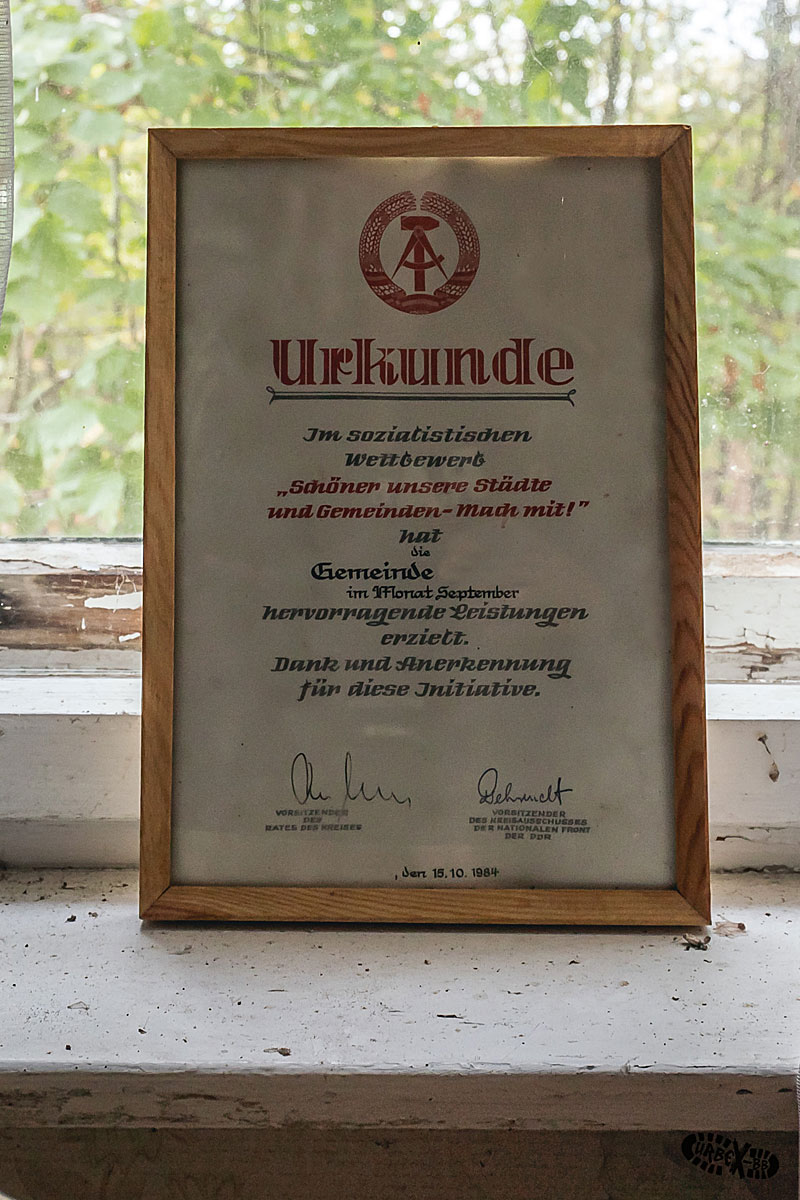 Urkunde
Im sozialistischen
Wettbewerb
„Schöner unsere Städte
und Gemeinden - Mach mit!”
hat
die
Gemeinde
im Monat September
hervorragende Leistungen
erzielt.
Dank und Anerkennung
für diese Initiative.
VORSITZENDER
DES
RATES DES KREISES
VORSITZENDER
DES KREISAUSSCHUSSES
DER NATIONALEN FRONT
DER DDR
, den 15.10. 1984
URBEX-BB